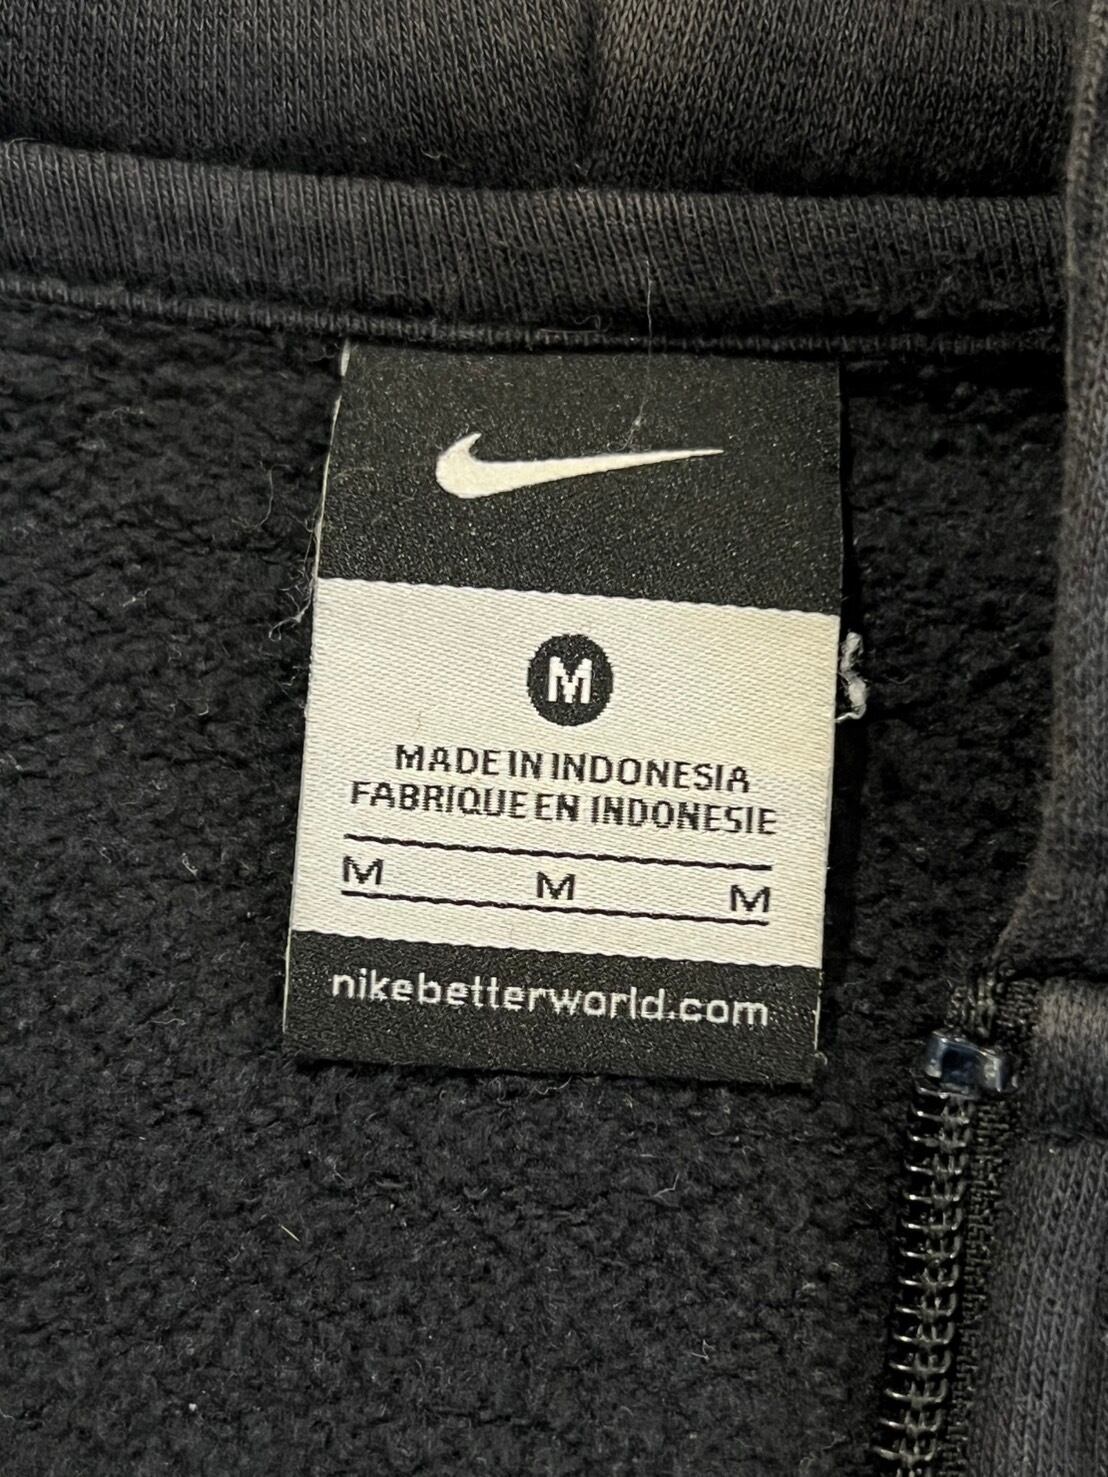 M
MADE IN INDONESIA
FABRIQUE EN INDONESIE
M M M
nikebetterworld.com